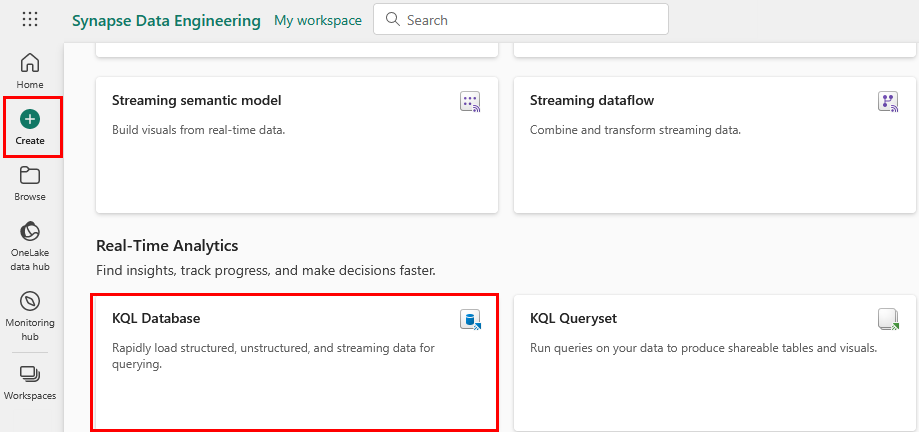 Synapse Data Engineering My workspace Search
Home
Create
Browse
OneLake
data hub
Monitoring
hub
Workspaces
Streaming semantic model
Build visuals from real-time data.
Streaming dataflow
Combine and transform streaming data.
Real-Time Analytics
Find insights, track progress, and make decisions faster.
KQL Database
Rapidly load structured, unstructured, and streaming data for
querying.
KQL Queryset
Run queries on your data to produce shareable tables and visuals.